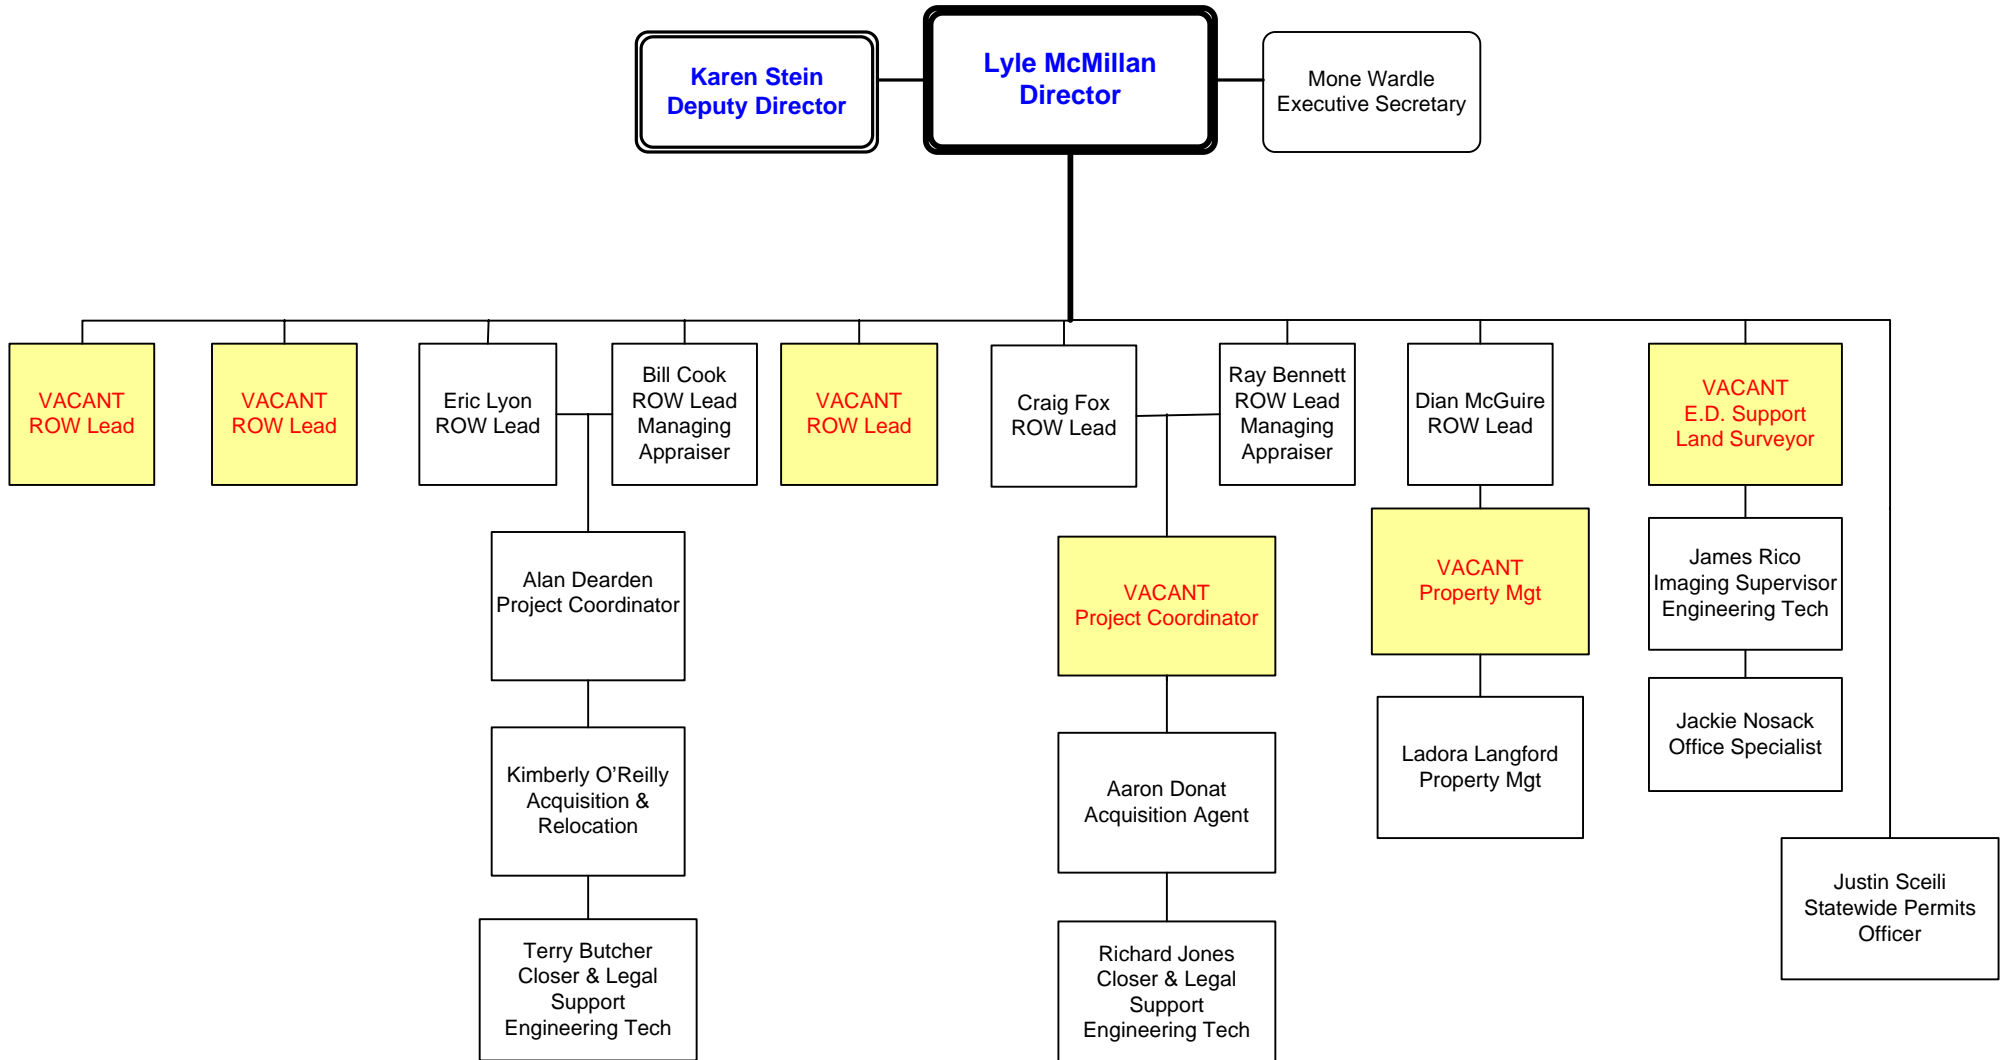 Karen Stein
Deputy Director
Lyle McMillan
Director
Mone Wardle
Executive Secretary
VACANT
ROW Lead
VACANT
ROW Lead
Eric Lyon
ROW Lead
Bill Cook
ROW Lead
Managing
Appraiser
VACANT
ROW Lead
Craig Fox
ROW Lead
Ray Bennett
ROW Lead
Managing
Appraiser
Dian McGuire
ROW Lead
VACANT
E.D. Support
Land Surveyor
Alan Dearden
Project Coordinator
VACANT
Project Coordinator
VACANT
Property Mgt
James Rico
Imaging Supervisor
Engineering Tech
Kimberly O’Reilly
Acquisition &
Relocation
Aaron Donat
Acquisition Agent
Ladora Langford
Property Mgt
Jackie Nosack
Office Specialist
Terry Butcher
Closer & Legal
Support
Engineering Tech
Richard Jones
Closer & Legal
Support
Engineering Tech
Justin Sceili
Statewide Permits
Officer